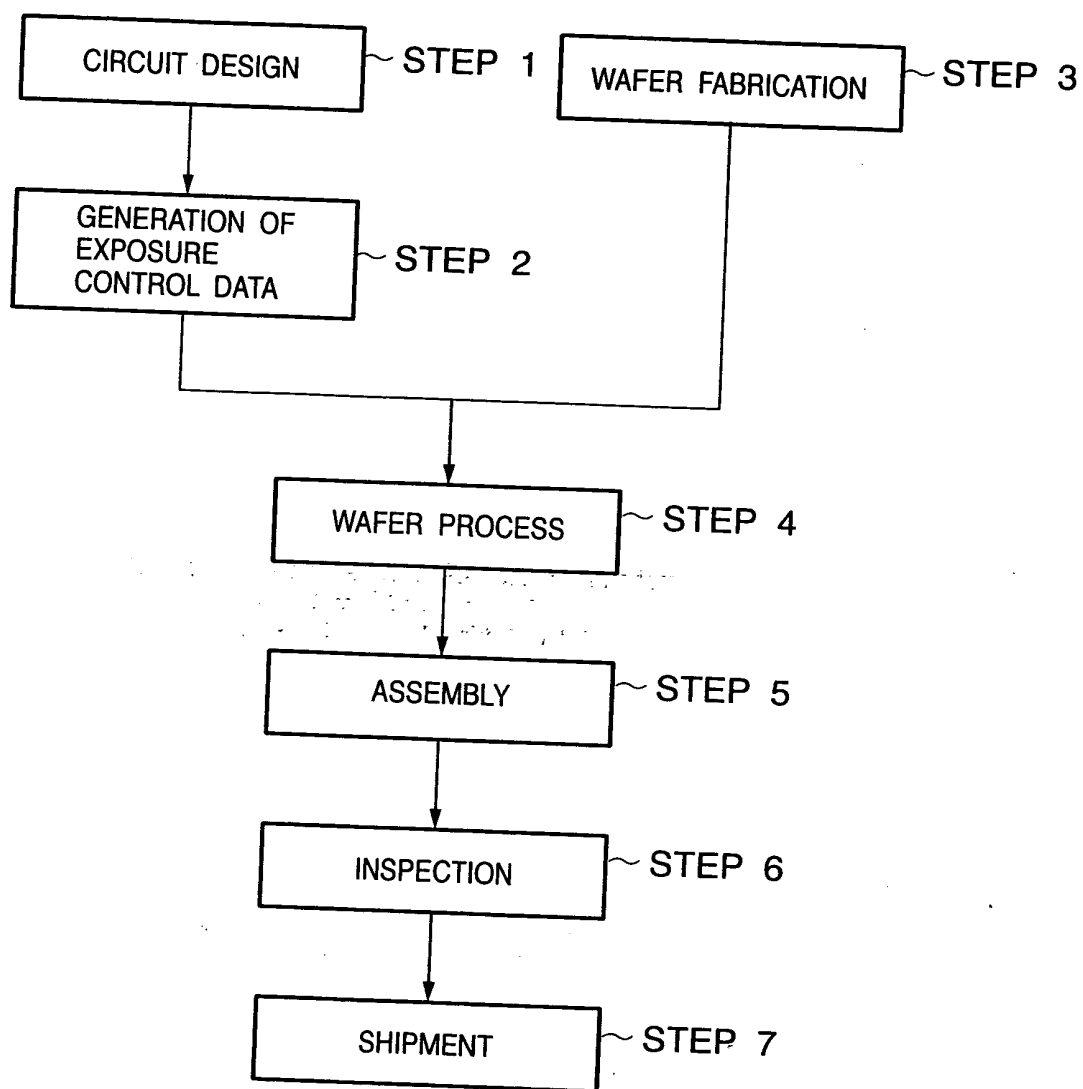 CIRCUIT DESIGN
STEP 1
WAFER FABRICATION
STEP 3
GENERATION OF
EXPOSURE
CONTROL DATA
STEP 2
WAFER PROCESS
STEP 4
ASSEMBLY
STEP 5
INSPECTION
STEP 6
SHIPMENT
STEP 7